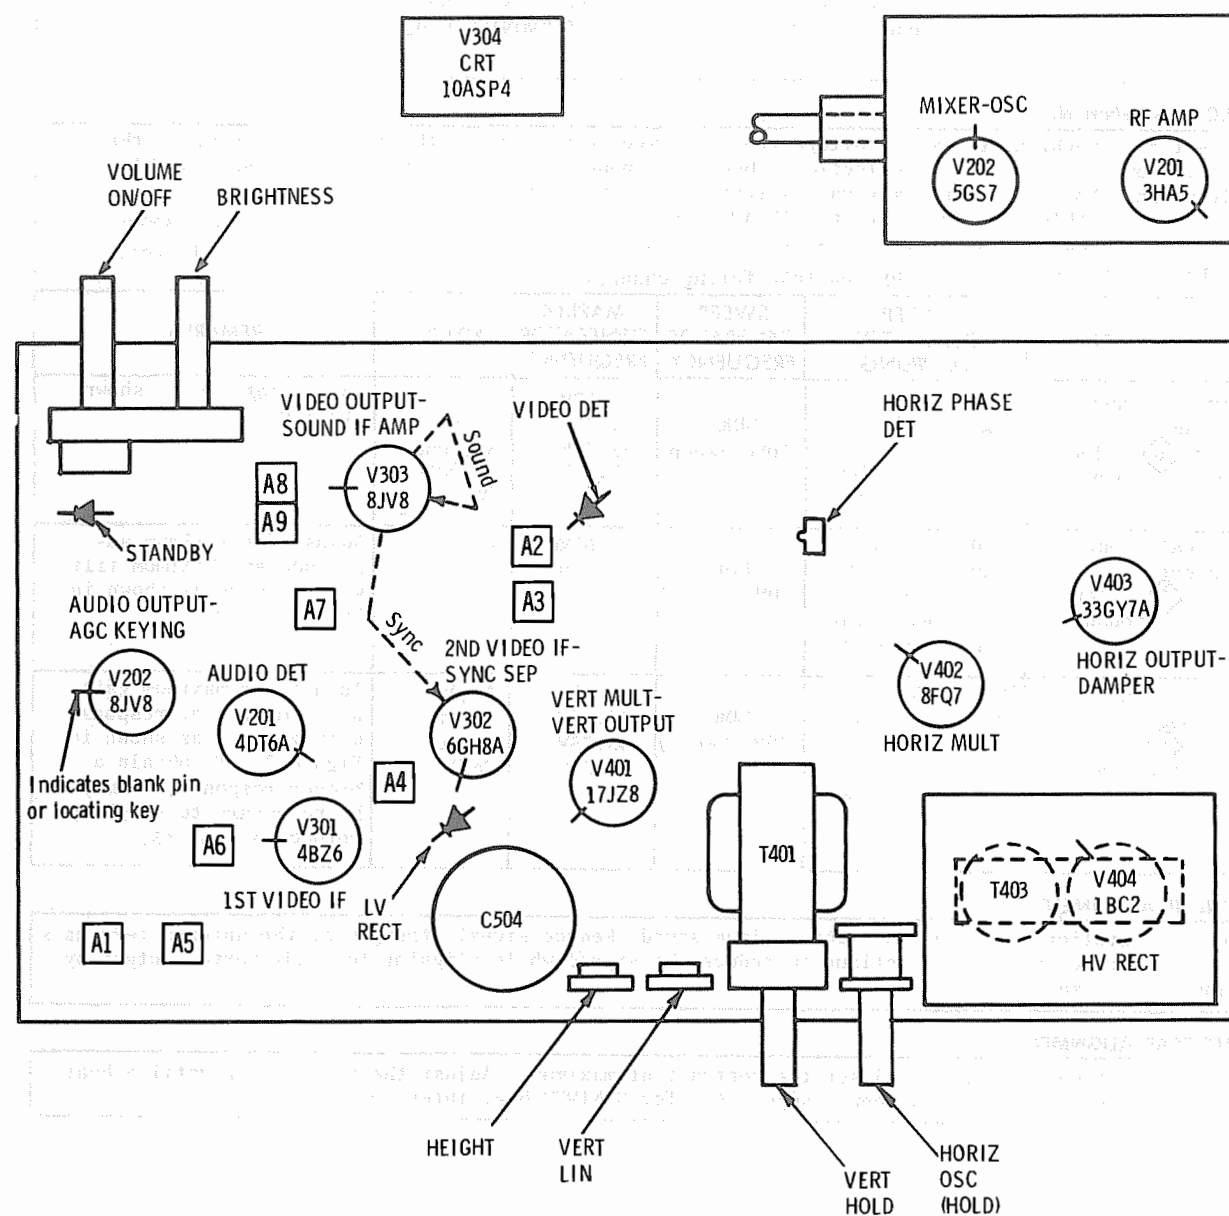 V304
CRT
10ASP4
MIXER-OSC
V202
5GS7
RF AMP
V201
3HA5
VOLUME
ON/OFF
BRIGHTNESS
VIDEO OUTPUT-
SOUND IF AMP
V303
8JV8
Sound
VIDEO DET
HORIZ PHASE
DET
A8
A9
STANDBY
A2
A3
A7
Sync
V403
33GY7A
HORIZ OUTPUT-
DAMPER
AUDIO OUTPUT-
AGC KEYING
V202
8JV8
Indicates blank pin
or locating key
AUDIO DET
V201
4DT6A
2ND VIDEO IF-
SYNC SEP
V302
6GH8A
VERT MULT-
VERT OUTPUT
V401
17JZ8
V402
8FQ7
HORIZ MULT
A4
A6
V301
4BZ6
1ST VIDEO IF
LV
RECT
C504
T401
T403
V404
1BC2
HV RECT
A1
A5
HEIGHT
VERT
LIN
VERT
HOLD
HORIZ
OSC
(HOLD)